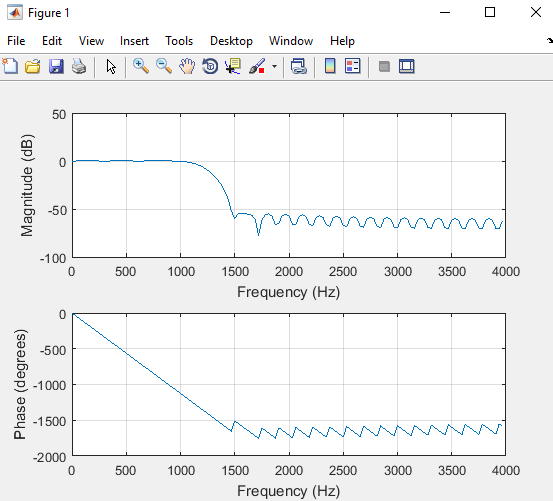 Figure 1
File Edit View Insert Tools Desktop Window Help
50
0
-50
-100
Magnitude (dB)
0 500 1000 1500 2000 2500 3000 3500 4000
Frequency (Hz)
0
-500
-1000
-1500
-2000
Phase (degrees)
0 500 1000 1500 2000 2500 3000 3500 4000
Frequency (Hz)